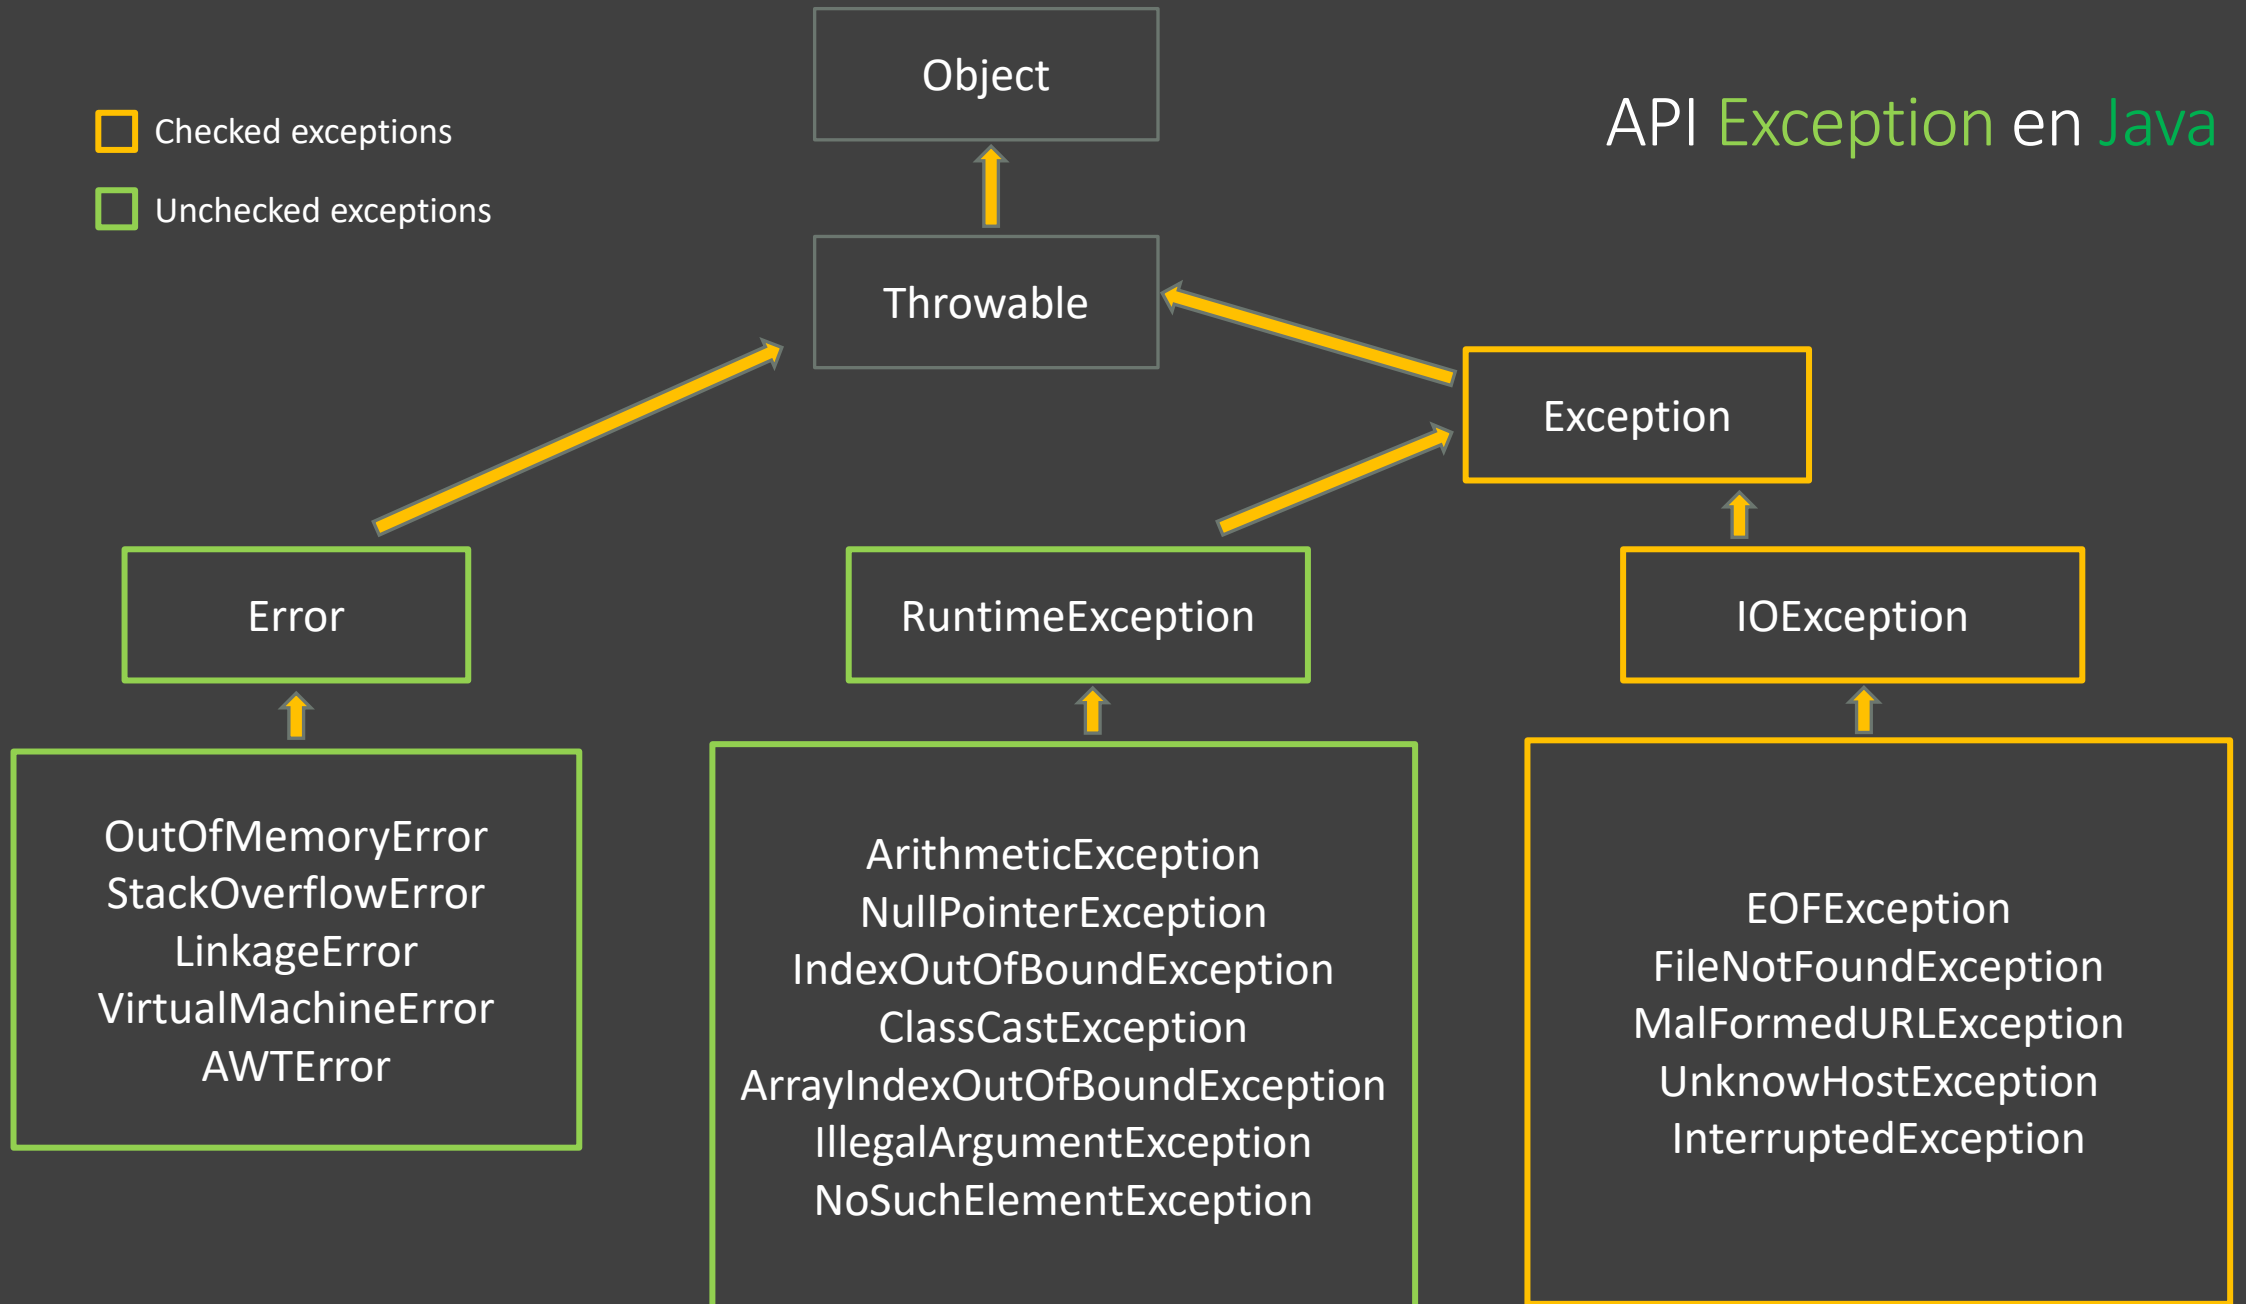 Object
API Exception en Java
Checked exceptions
Unchecked exceptions
Throwable
Exception
Error
RuntimeException
IOException
OutOfMemoryError
StackOverflowError
LinkageError
VirtualMachineError
AWTError
ArithmeticException
NullPointerException
IndexOutOfBoundException
ClassCastException
ArrayIndexOutOfBoundException
IllegalArgumentException
NoSuchElementException
EOFException
FileNotFoundException
MalFormedURLException
UnknowHostException
InterruptedException